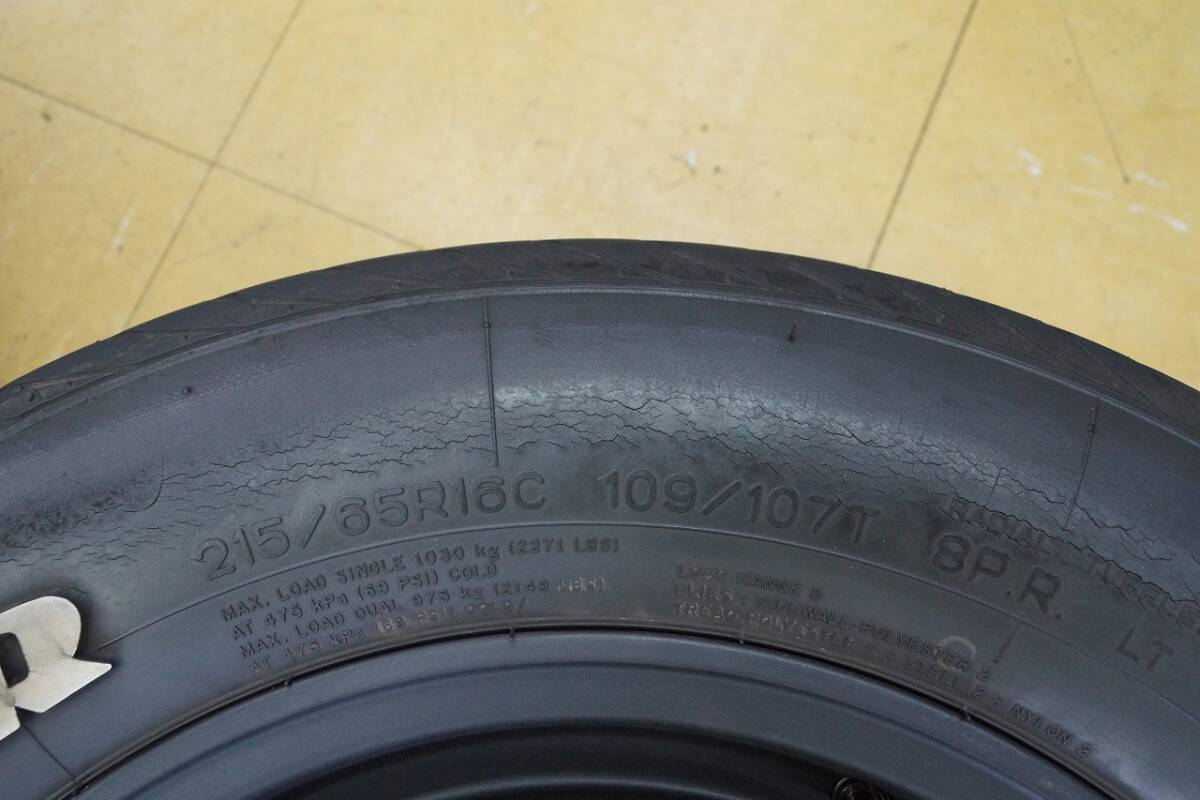 215/65R16C 109/107T 8P.R. LT
RADIAL TUBELESS
MAX. LOAD SINGLE 1030 kg (2271 LBS)
AT 475 kPa (69 PSI) COLD
MAX. LOAD DUAL 975 kg (2149 LBS)
AT 475 kPa (69 PSI) COLD
LOAD RANGE D
PLIES : SIDEWALL-POLYESTER 2
TREAD-POLYESTER 2 + STEEL 2 + NYLON 2
R